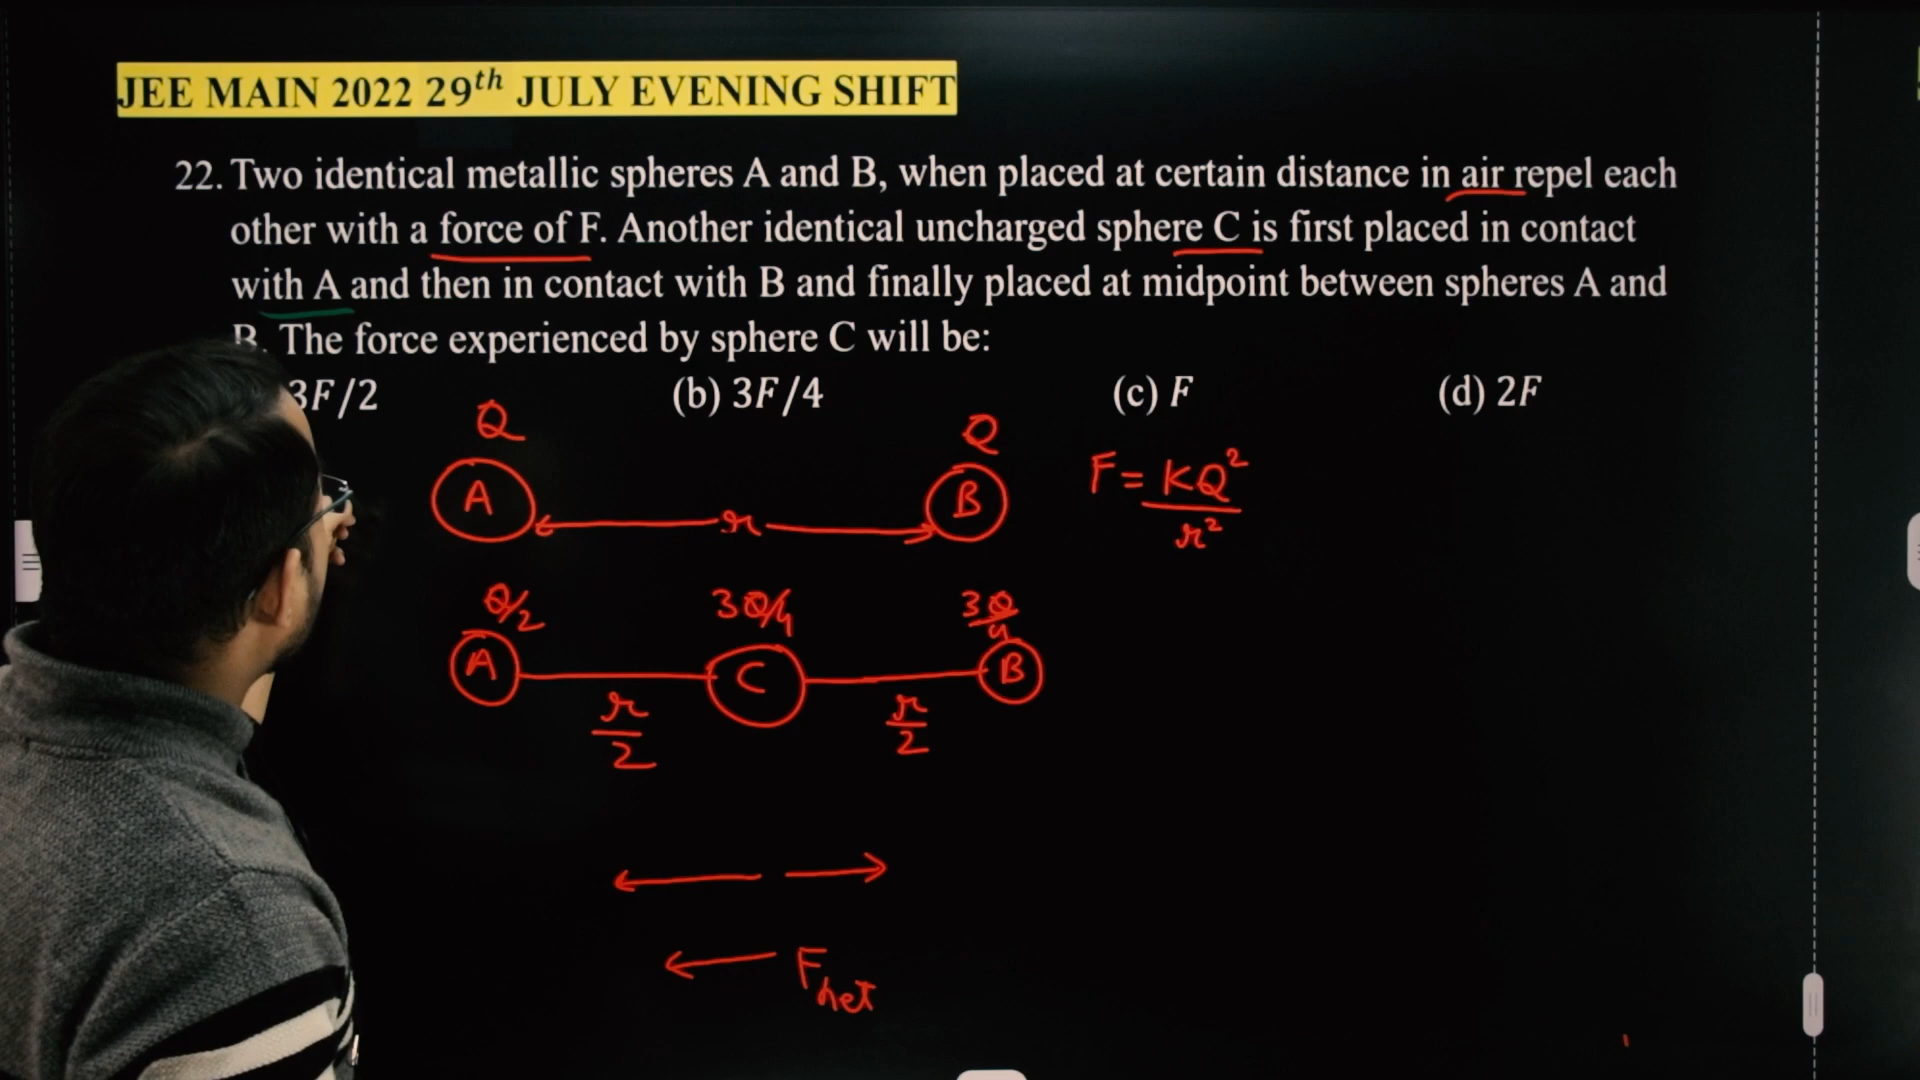 JEE MAIN 2022 29th JULY EVENING SHIFT
22. Two identical metallic spheres A and B, when placed at certain distance in air repel each
other with a force of F. Another identical uncharged sphere C is first placed in contact
with A and then in contact with B and finally placed at midpoint between spheres A and
B. The force experienced by sphere C will be:
3F/2 (b) 3F/4 (c) F (d) 2F
Q Q
A r B F = KQ²/r²
Q/2 3Q/4 3Q/4
A C B
r/2 r/2
Fnet